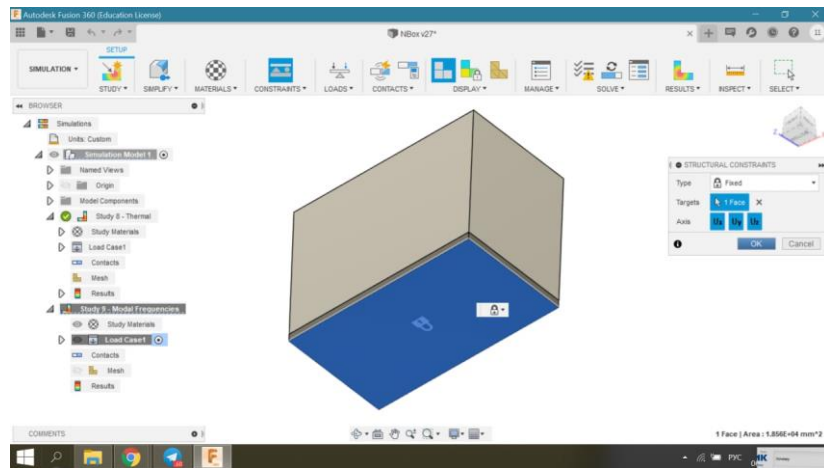 Autodesk Fusion 360 (Education License)
NBox v27*
SETUP
SIMULATION
STUDY
SIMPLIFY
MATERIALS
CONSTRAINTS
LOADS
CONTACTS
DISPLAY
MANAGE
SOLVE
RESULTS
INSPECT
SELECT
BROWSER
Simulations
Units: Custom
Simulation Model 1
Named Views
Origin
Model Components
Study 8 - Thermal
Study Materials
Load Case1
Contacts
Mesh
Results
Study 9 - Modal Frequencies
Study Materials
Load Case1
Contacts
Mesh
Results
STRUCTURAL CONSTRAINTS
Type Fixed
Targets 1 Face
Axis Ux Uy Uz
OK Cancel
COMMENTS
1 Face | Area : 1.856E+04 mm^2
РУС